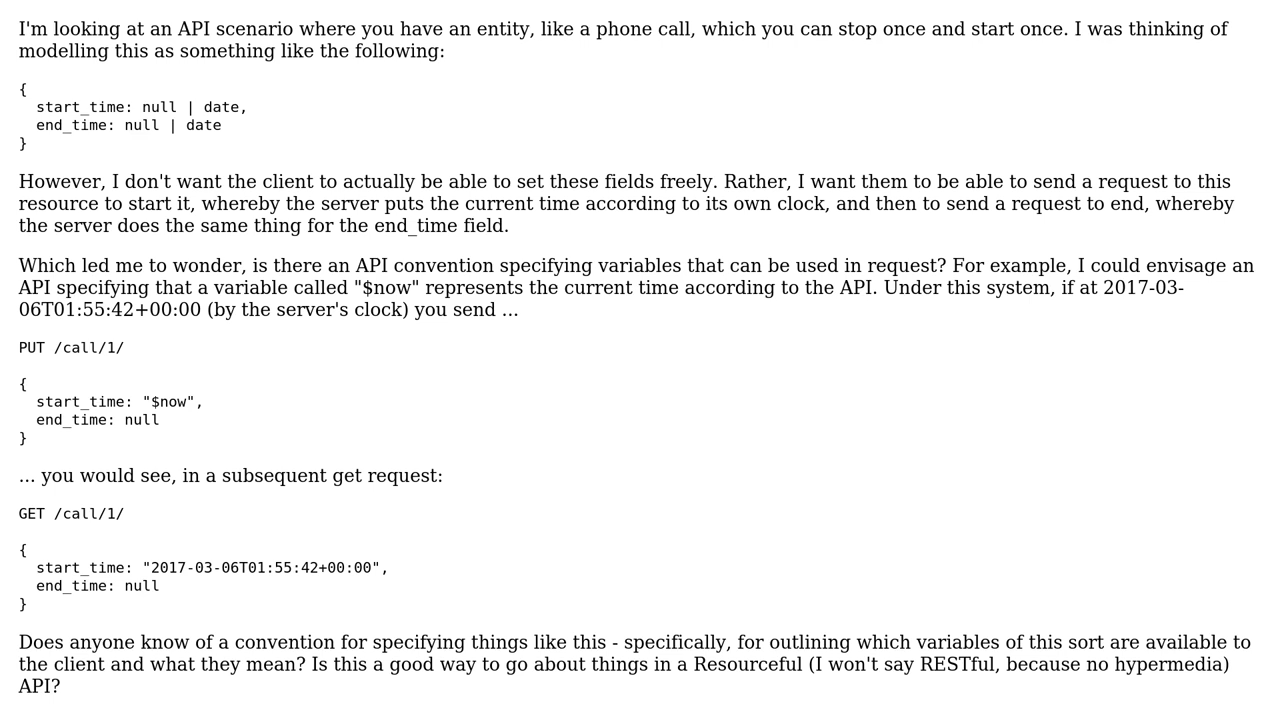 I'm looking at an API scenario where you have an entity, like a phone call, which you can stop once and start once. I was thinking of
modelling this as something like the following:
{
  start_time: null | date,
  end_time: null | date
}
However, I don't want the client to actually be able to set these fields freely. Rather, I want them to be able to send a request to this
resource to start it, whereby the server puts the current time according to its own clock, and then to send a request to end, whereby
the server does the same thing for the end_time field.
Which led me to wonder, is there an API convention specifying variables that can be used in request? For example, I could envisage an
API specifying that a variable called "$now" represents the current time according to the API. Under this system, if at 2017-03-
06T01:55:42+00:00 (by the server's clock) you send ...
PUT /call/1/
{
  start_time: "$now",
  end_time: null
}
... you would see, in a subsequent get request:
GET /call/1/
{
  start_time: "2017-03-06T01:55:42+00:00",
  end_time: null
}
Does anyone know of a convention for specifying things like this - specifically, for outlining which variables of this sort are available to
the client and what they mean? Is this a good way to go about things in a Resourceful (I won't say RESTful, because no hypermedia)
API?